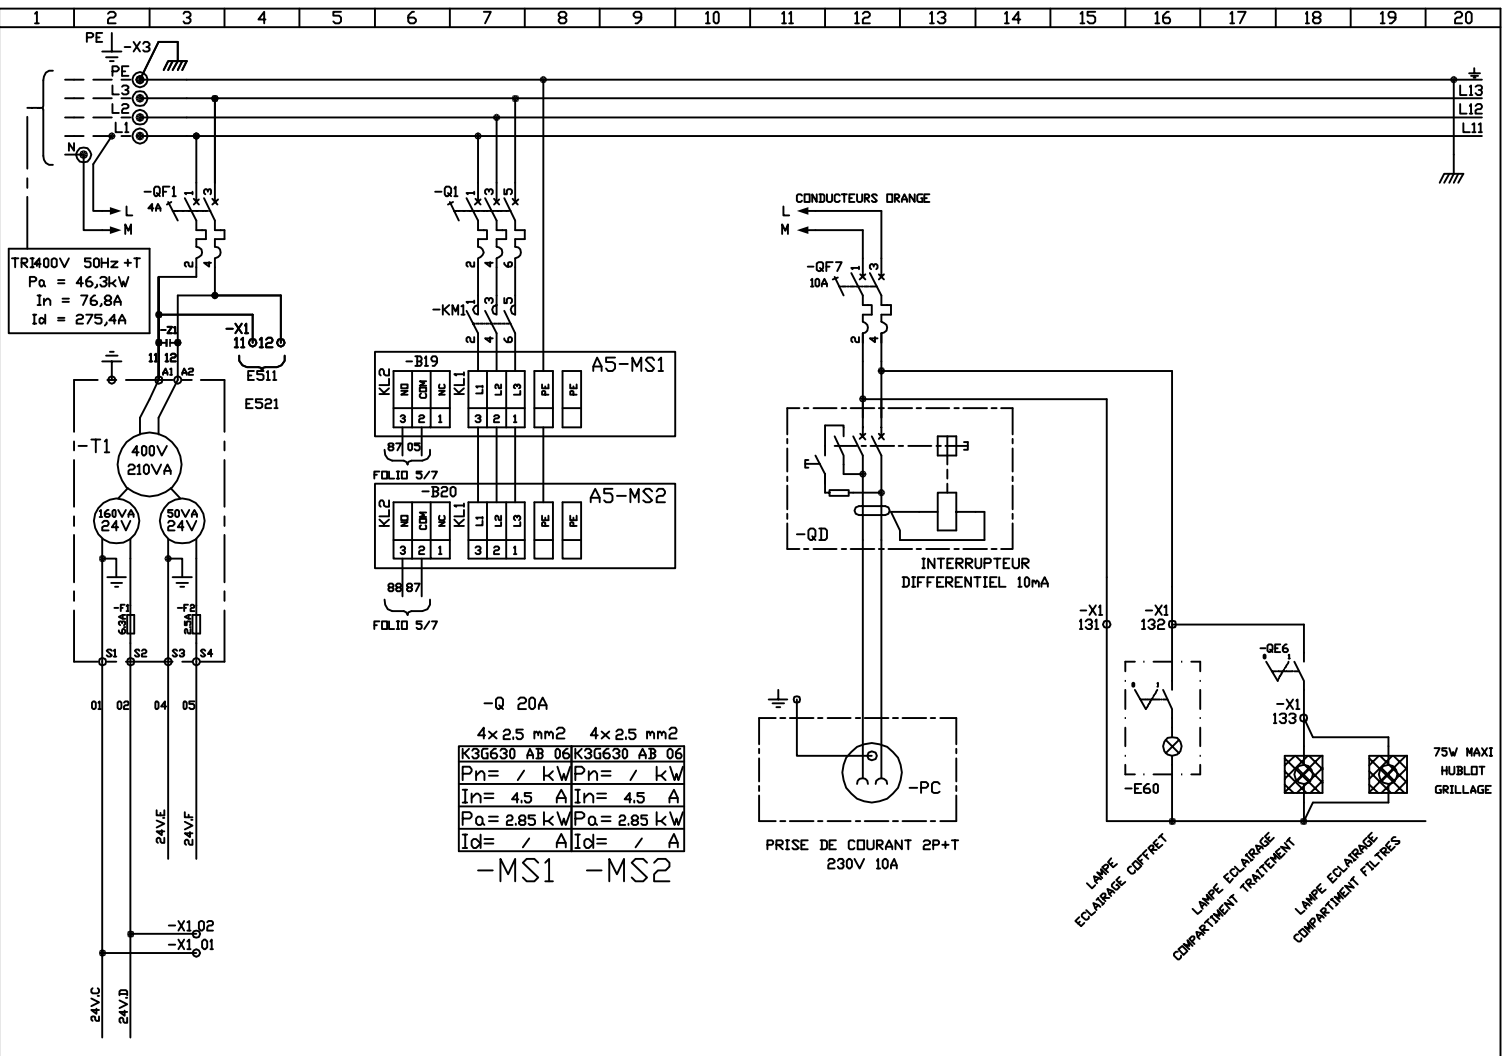 1 2 3 4 5 6 7 8 9 10 11 12 13 14 15 16 17 18 19 20
PE
-X3
PE
L3
L2
L1
N
L13
L12
L11
L
M
-QF1
4A
1 3
2 4
TRI400V 50Hz +T
Pa = 46,3kW
In = 76,8A
Id = 275,4A
-Z1
11 12
-X1
11 12
E511
E521
A1 A2
-T1
400V
210VA
160VA
24V
50VA
24V
-F1
6.3A
-F2
2.5A
S1 S2 S3 S4
01 02 04 05
24V.E
24V.F
-X1 02
-X1 01
24V.C
24V.D
-Q1
1 3 5
2 4 6
-KM1
1 3 5
2 4 6
-B19
A5-MS1
KL2
NO COM NC
3 2 1
KL1
L1 L2 L3
3 2 1
PE PE
87 05
FOLIO 5/7
-B20
A5-MS2
KL2
NO COM NC
3 2 1
KL1
L1 L2 L3
3 2 1
PE PE
88 87
FOLIO 5/7
-Q 20A
4x2.5 mm2 4x2.5 mm2
K3G630 AB 06 K3G630 AB 06
Pn= / kW Pn= / kW
In= 4.5 A In= 4.5 A
Pa= 2.85 kW Pa= 2.85 kW
Id= / A Id= / A
-MS1 -MS2
CONDUCTEURS ORANGE
L
M
-QF7
10A
1 3
2 4
-QD
INTERRUPTEUR
DIFFERENTIEL 10mA
-PC
PRISE DE COURANT 2P+T
230V 10A
-X1
131
-X1
132
0 1
-E60
-QE6
0 1
-X1
133
75W MAXI
HUBLOT
GRILLAGE
LAMPE
ECLAIRAGE COFFRET
LAMPE ECLAIRAGE
COMPARTIMENT TRAITEMENT
LAMPE ECLAIRAGE
COMPARTIMENT FILTRES